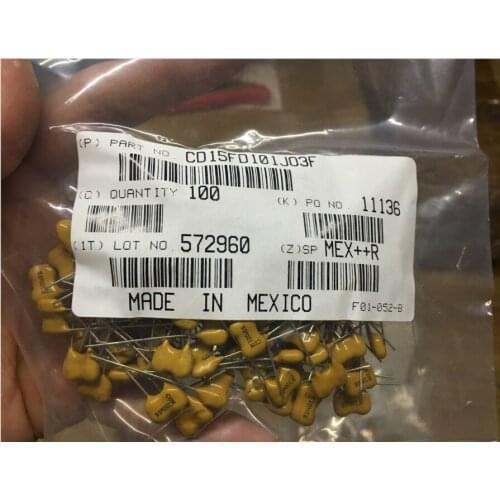 (P) PART NO. CD15FD101J03F
(Q) QUANTITY 100
(K) PO NO. 11136
(1T) LOT NO. 572960
(Z)SP MEX++R
MADE IN MEXICO
F01-052-B